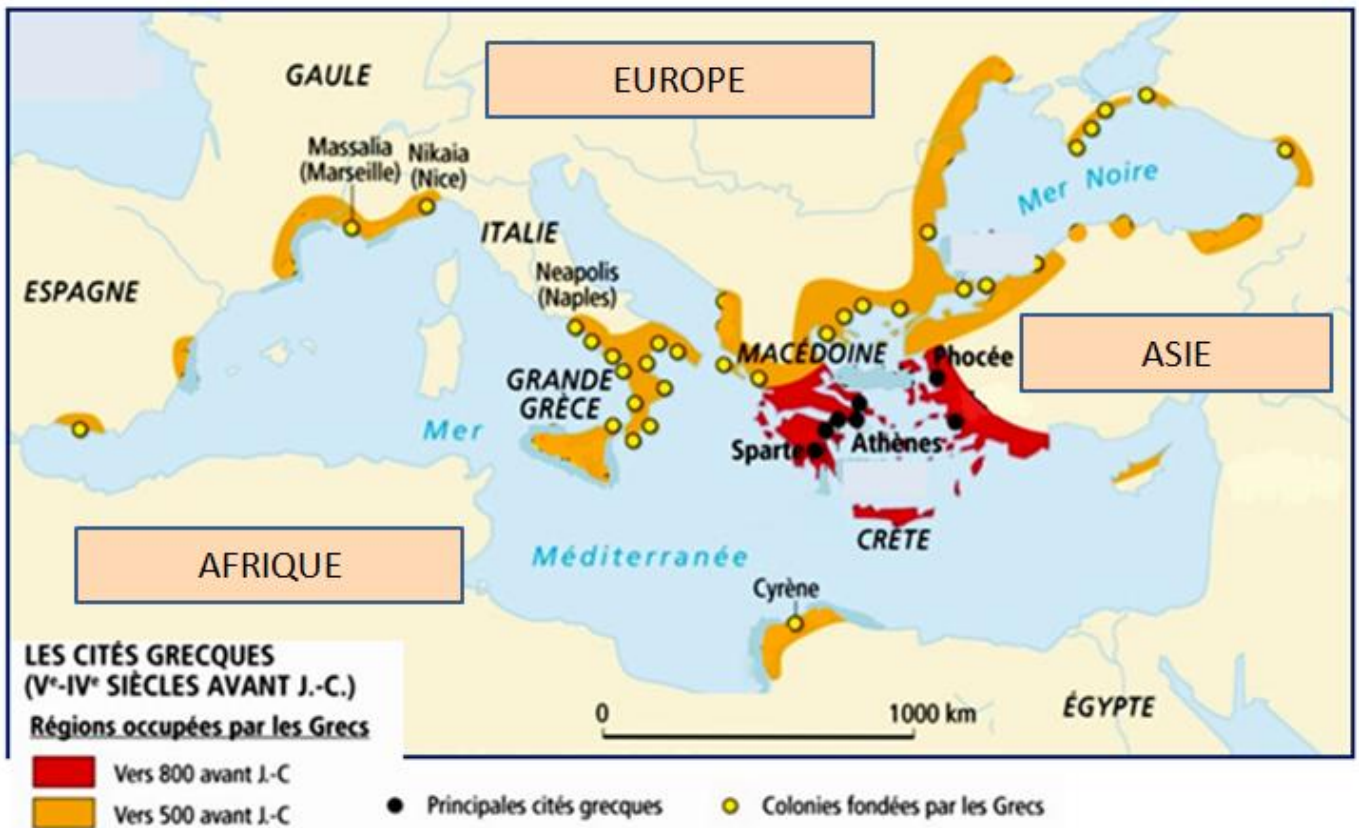 EUROPE
GAULE
Massalia
(Marseille)
Nikaia
(Nice)
Mer Noire
ITALIE
ESPAGNE
Neapolis
(Naples)
ASIE
MACÉDOINE
Phocée
GRANDE
GRÈCE
Mer
Sparte
Athènes
CRÈTE
AFRIQUE
Méditerranée
Cyrène
LES CITÉS GRECQUES
(Ve-IVe SIÈCLES AVANT J.-C.)
0 1000 km
ÉGYPTE
Régions occupées par les Grecs
Vers 800 avant J.-C
Vers 500 avant J.-C
Principales cités grecques
Colonies fondées par les Grecs